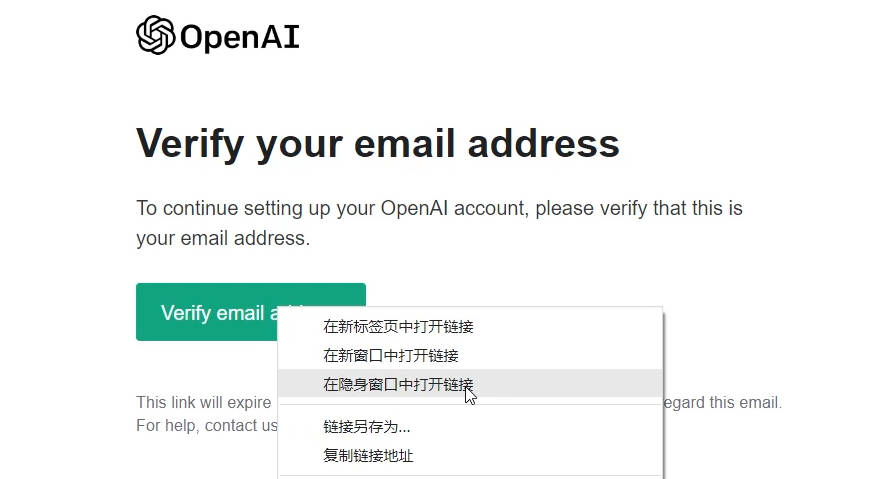 OpenAI
Verify your email address
To continue setting up your OpenAI account, please verify that this is
your email address.
Verify email
在新标签页中打开链接
在新窗口中打开链接
在隐身窗口中打开链接
This link will expire
egard this email.
For help, contact us
链接另存为...
复制链接地址